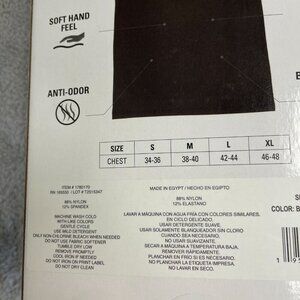 SOFT HAND
FEEL
ANTI-ODOR
B
SIZE S M L XL
CHEST 34-36 38-40 42-44 46-48
ITEM # 1780170
MADE IN EGYPT / HECHO EN EGIPTO
88% NYLON
12% SPANDEX
MACHINE WASH COLD
WITH LIKE COLORS
GENTLE CYCLE
USE MILD DETERGENT
ONLY NON-CHLORINE BLEACH WHEN NEEDED
DO NOT USE FABRIC SOFTENER
TUMBLE DRY LOW
REMOVE PROMPTLY
COOL IRON IF NEEDED
DO NOT IRON ON PRINT LABEL
DO NOT DRY CLEAN
88% NYLON
12% ELASTANO
LAVAR A MÁQUINA CON AGUA FRÍA CON COLORES SIMILARES.
EN CICLO DELICADO.
USAR DETERGENTE SUAVE.
USAR SOLAMENTE BLANQUEADOR SIN CLORO
CUANDO SEA NECESARIO.
NO USAR SUAVIZANTE.
SECAR A MÁQUINA A TEMPERATURA BAJA.
REMOVER RÁPIDAMENTE.
PLANCHAR EN FRÍO SI ES NECESARIO.
NO PLANCHAR LA ETIQUETA.
NO LAVAR EN SECO.
COLOR: B